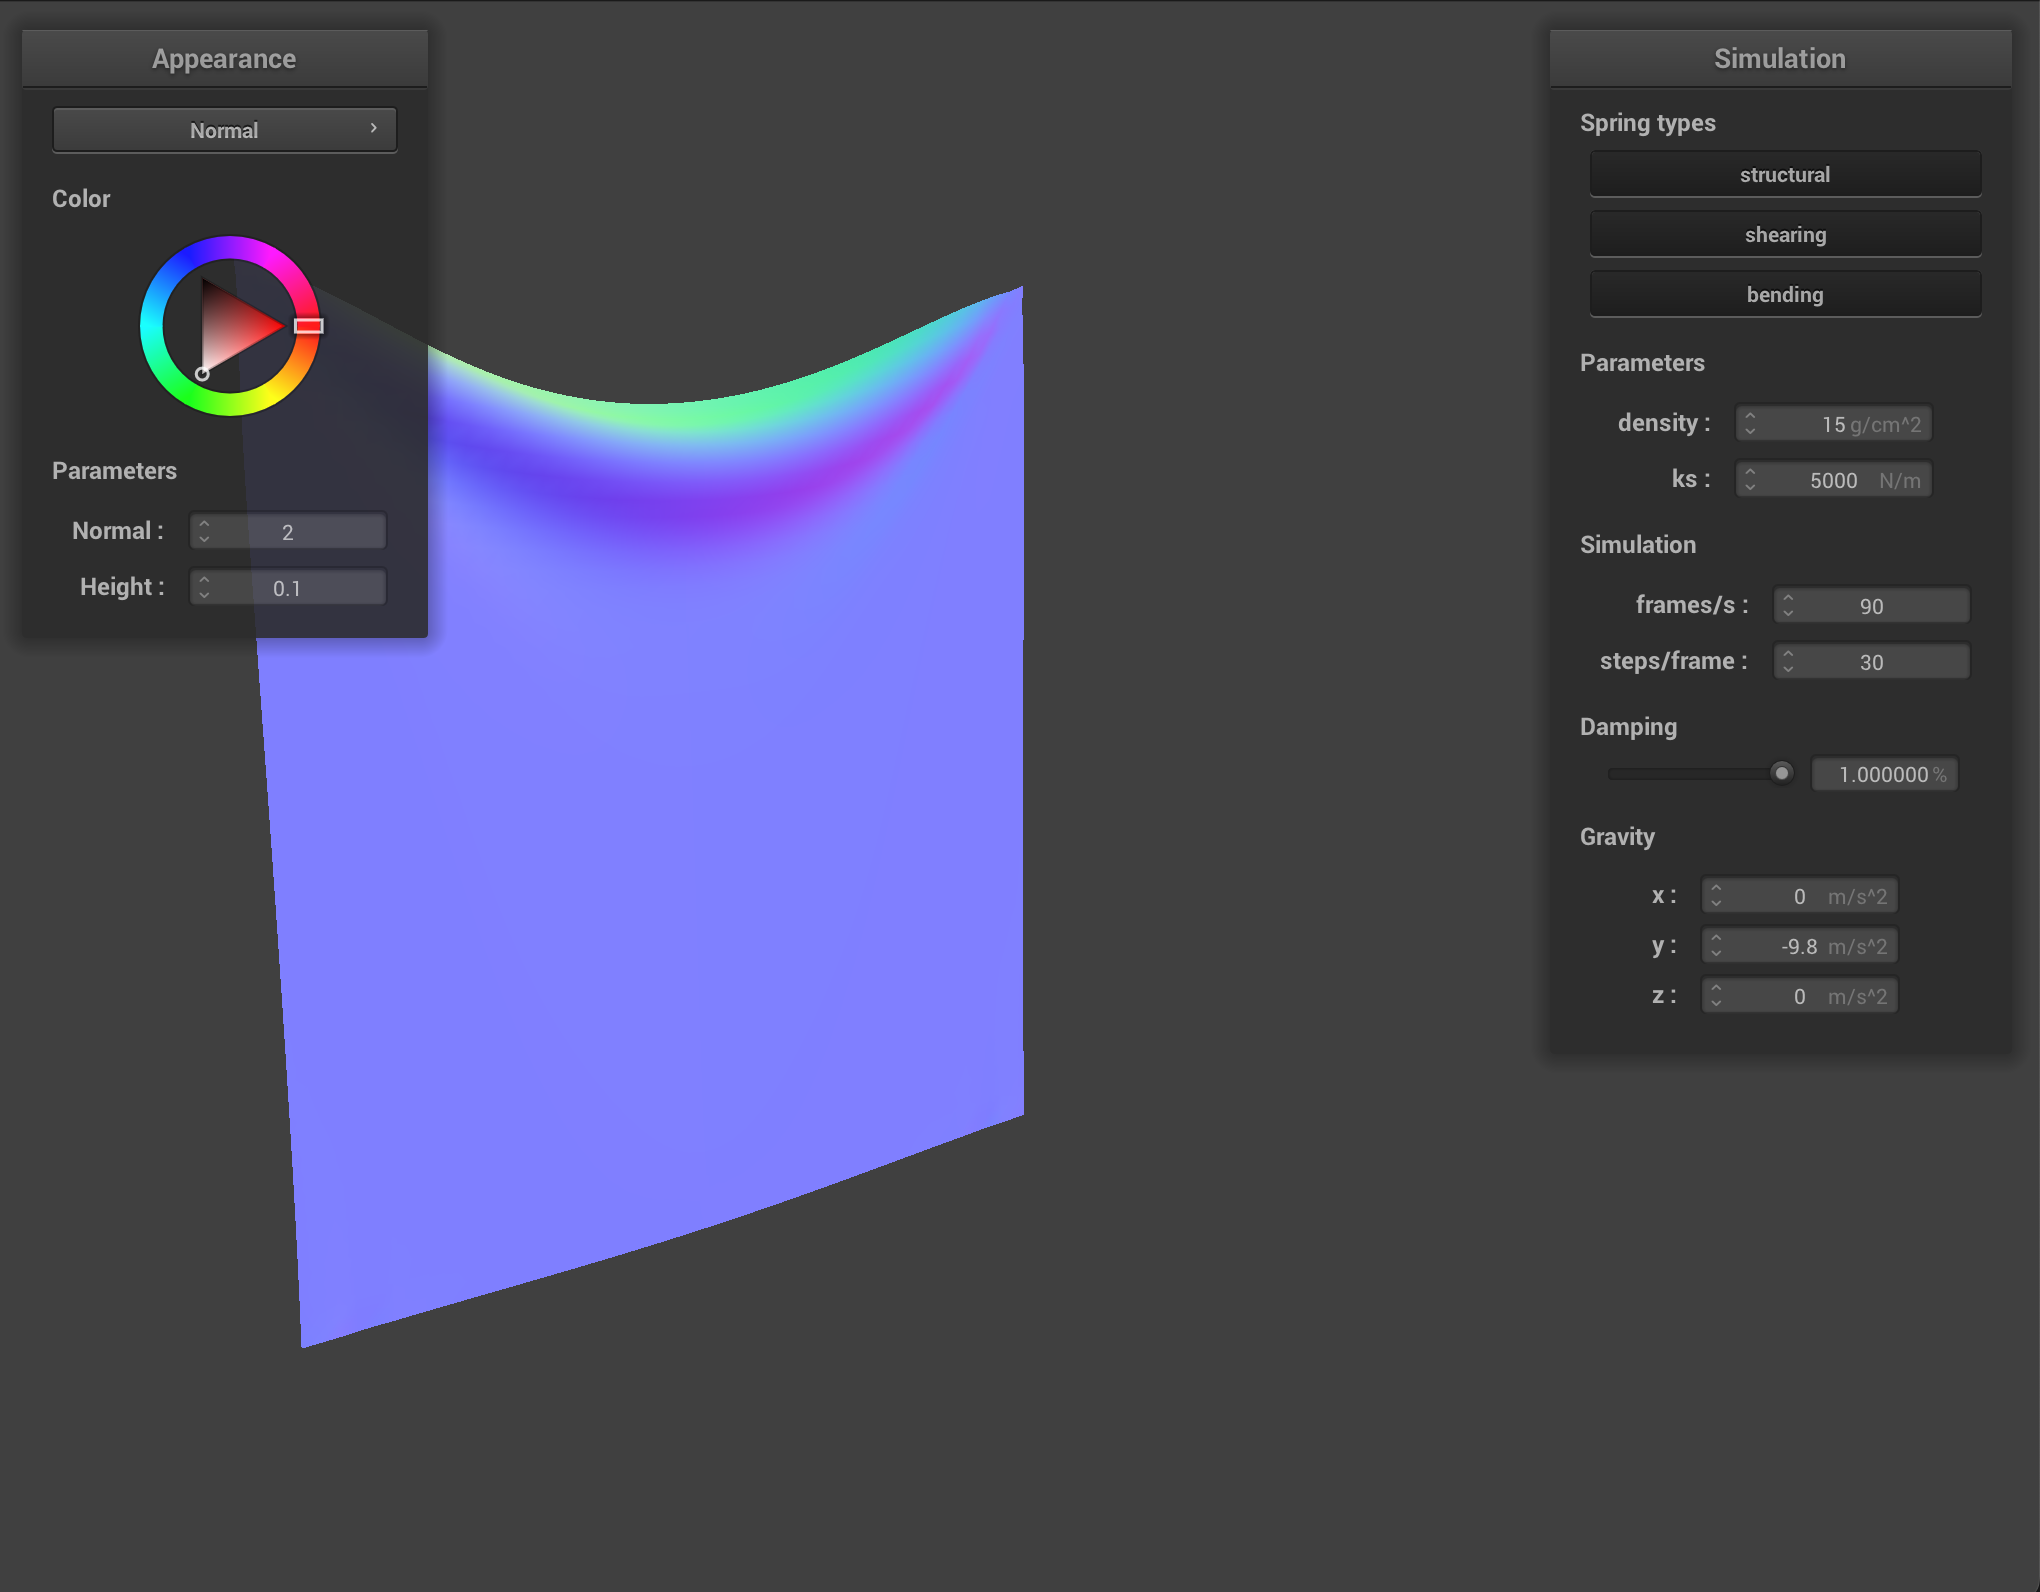 Appearance
Normal
Color
Parameters
Normal : 2
Height : 0.1
Simulation
Spring types
structural
shearing
bending
Parameters
density : 15 g/cm^2
ks : 5000 N/m
Simulation
frames/s : 90
steps/frame : 30
Damping
1.000000 %
Gravity
x : 0 m/s^2
y : -9.8 m/s^2
z : 0 m/s^2